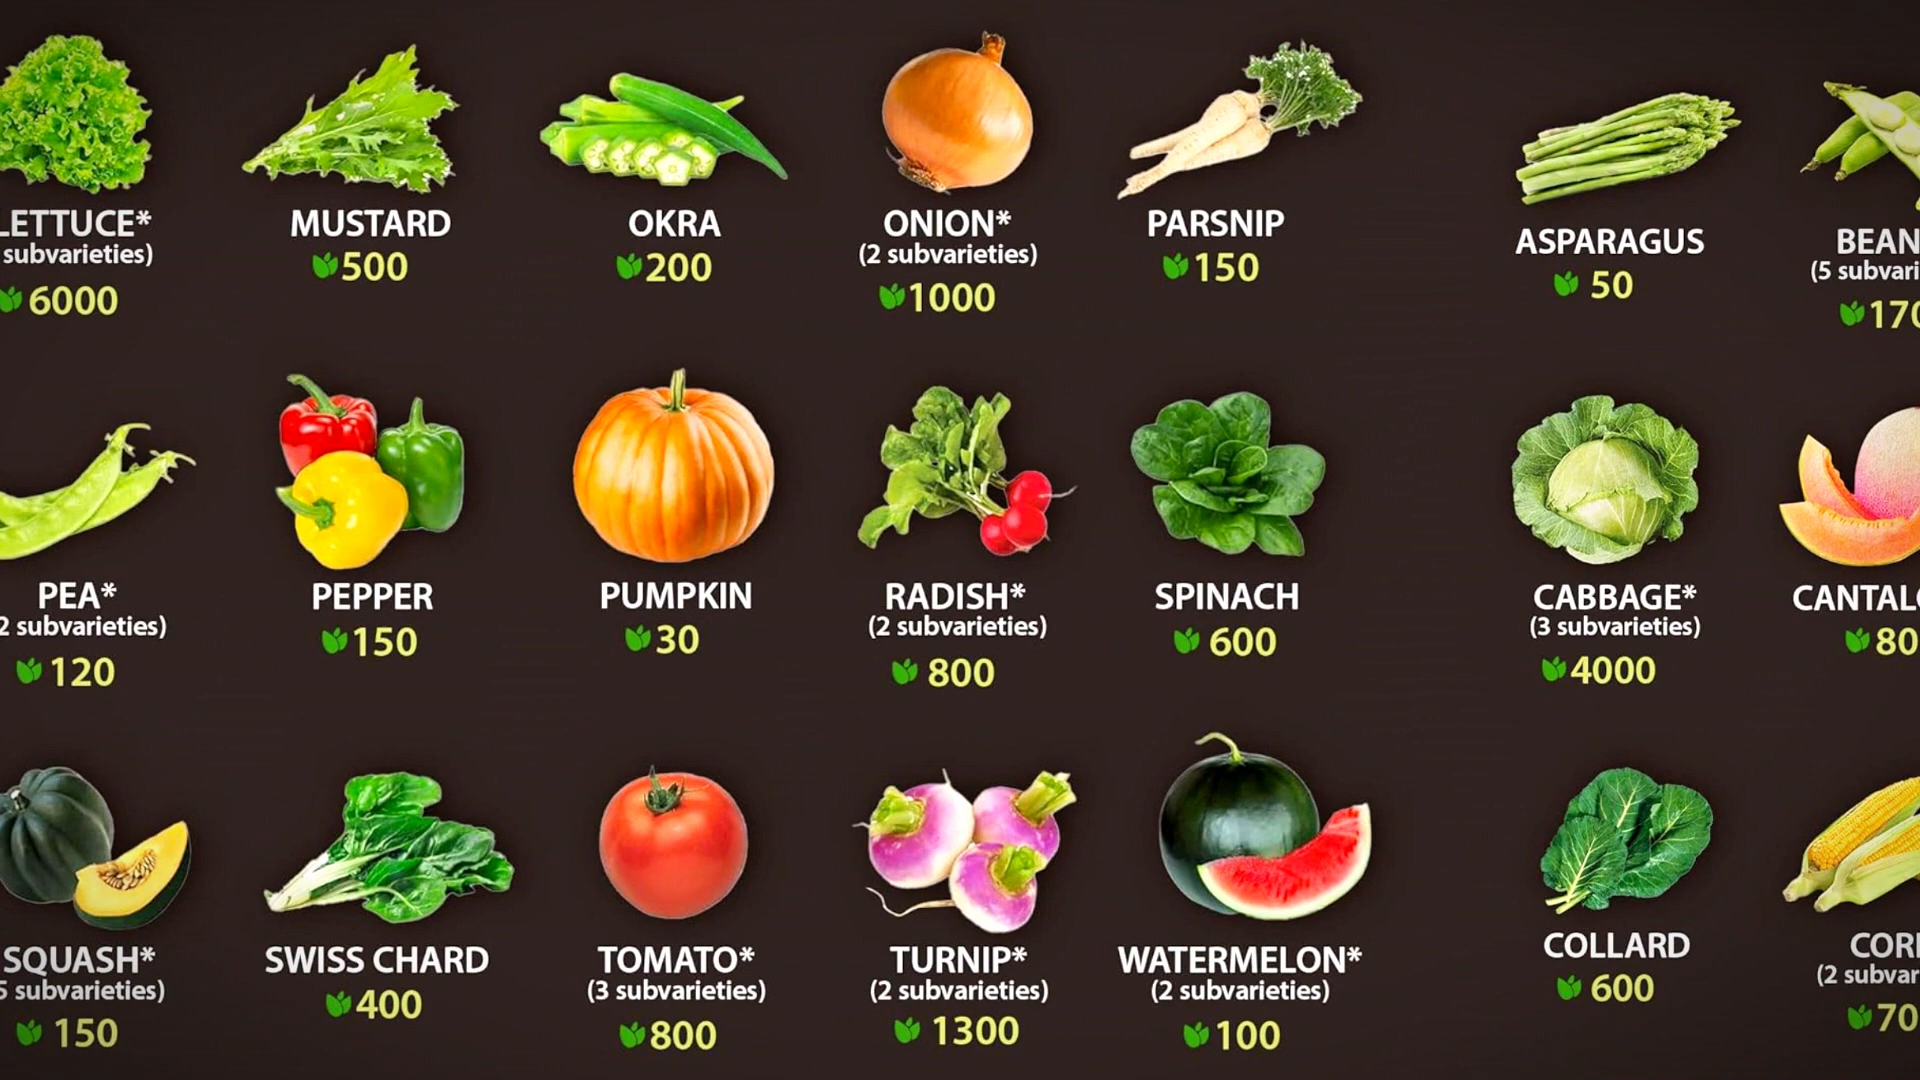 LETTUCE*
subvarieties)
6000
MUSTARD
500
OKRA
200
ONION*
(2 subvarieties)
1000
PARSNIP
150
ASPARAGUS
50
BEAN
(5 subvari
170
PEA*
2 subvarieties)
120
PEPPER
150
PUMPKIN
30
RADISH*
(2 subvarieties)
800
SPINACH
600
CABBAGE*
(3 subvarieties)
4000
CANTALO
80
SQUASH*
5 subvarieties)
150
SWISS CHARD
400
TOMATO*
(3 subvarieties)
800
TURNIP*
(2 subvarieties)
1300
WATERMELON*
(2 subvarieties)
100
COLLARD
600
COR
(2 subvar
70